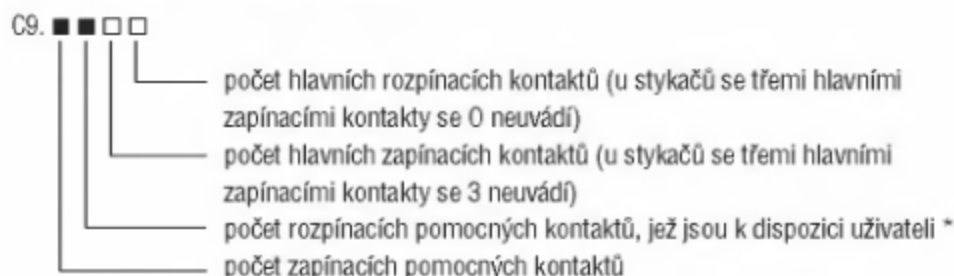 C9. ■ ■ □ □
počet hlavních rozpínacích kontaktů (u stykačů se třemi hlavními
zapínacími kontakty se 0 neuvádí)
počet hlavních zapínacích kontaktů (u stykačů se třemi hlavními
zapínacími kontakty se 3 neuvádí)
počet rozpínacích pomocných kontaktů, jež jsou k dispozici uživateli *
počet zapínacích pomocných kontaktů